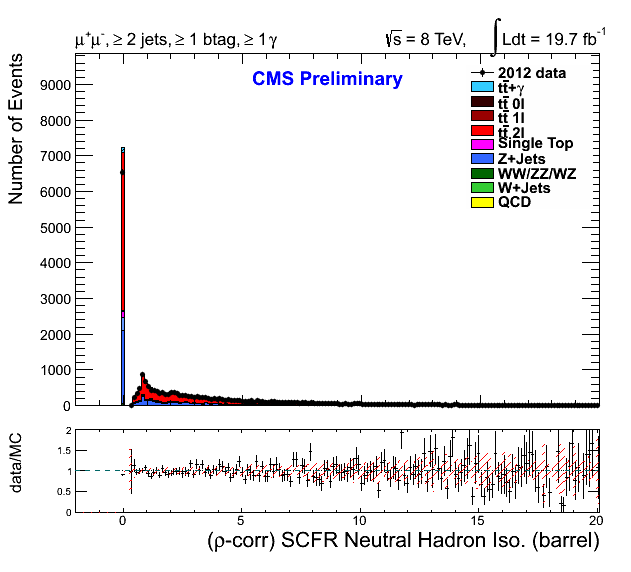 μ⁺μ⁻, ≥ 2 jets, ≥ 1 btag, ≥ 1 γ
√s = 8 TeV, ∫ Ldt = 19.7 fb⁻¹
CMS Preliminary
2012 data
tt̄+γ
tt̄ 0l
tt̄ 1l
tt̄ 2l
Single Top
Z+Jets
WW/ZZ/WZ
W+Jets
QCD
Number of Events
9000
8000
7000
6000
5000
4000
3000
2000
1000
0
data/MC
2
1.5
1
0.5
0
0 5 10 15 20
(ρ-corr) SCFR Neutral Hadron Iso. (barrel)